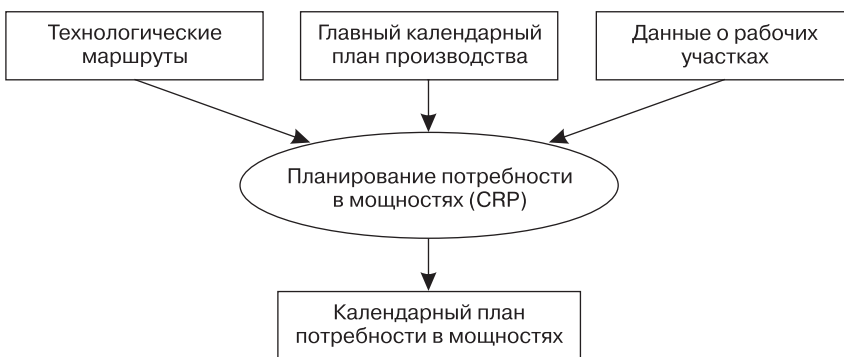 Технологические
маршруты
Главный календарный
план производства
Данные о рабочих
участках
Планирование потребности
в мощностях (CRP)
Календарный план
потребности в мощностях